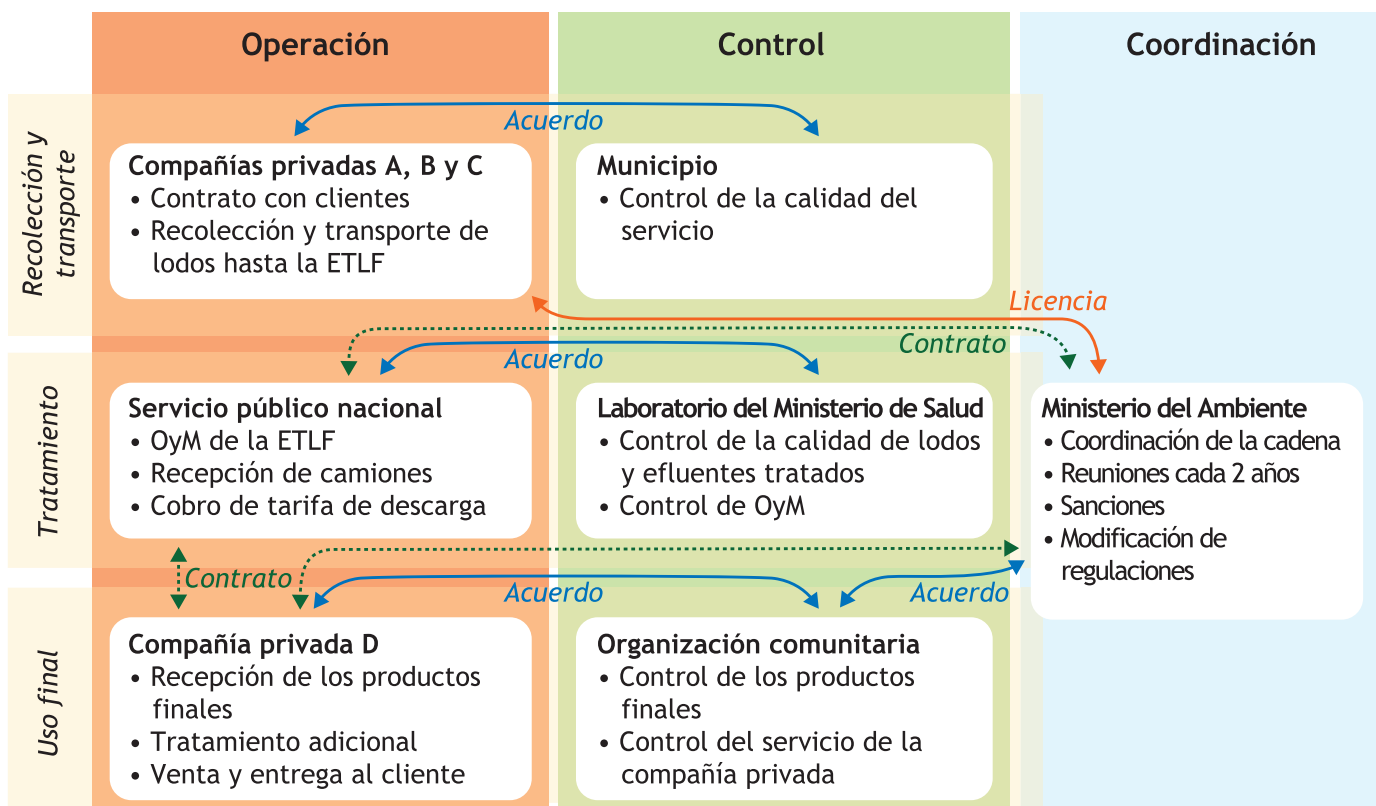 Operación
Control
Coordinación
Recolección y
transporte
Acuerdo
Compañías privadas A, B y C
• Contrato con clientes
• Recolección y transporte de
lodos hasta la ETLF
Municipio
• Control de la calidad del
servicio
Licencia
Contrato
Tratamiento
Acuerdo
Servicio público nacional
• OyM de la ETLF
• Recepción de camiones
• Cobro de tarifa de descarga
Laboratorio del Ministerio de Salud
• Control de la calidad de lodos
y efluentes tratados
• Control de OyM
Ministerio del Ambiente
• Coordinación de la cadena
• Reuniones cada 2 años
• Sanciones
• Modificación de
regulaciones
Contrato
Acuerdo
Acuerdo
Uso final
Compañía privada D
• Recepción de los productos
finales
• Tratamiento adicional
• Venta y entrega al cliente
Organización comunitaria
• Control de los productos
finales
• Control del servicio de la
compañía privada